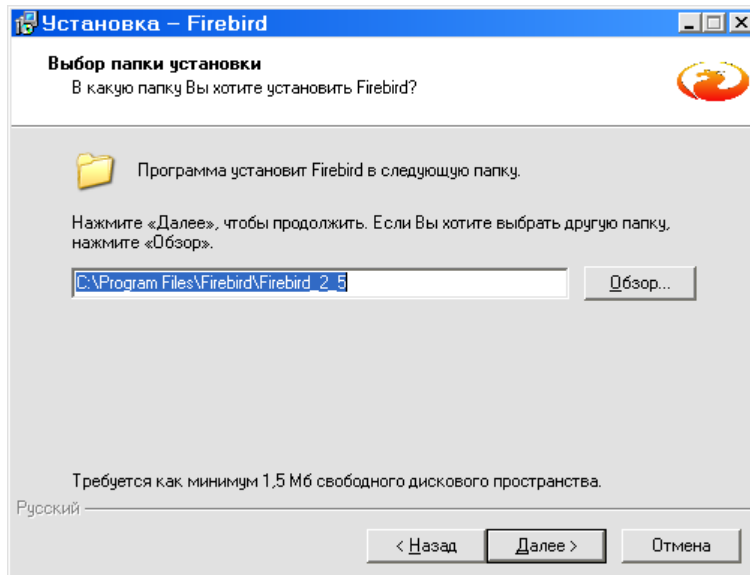 Установка – Firebird
Выбор папки установки
В какую папку Вы хотите установить Firebird?
Программа установит Firebird в следующую папку.
Нажмите «Далее», чтобы продолжить. Если Вы хотите выбрать другую папку,
нажмите «Обзор».
C:\Program Files\Firebird\Firebird_2_5
Обзор...
Требуется как минимум 1,5 Мб свободного дискового пространства.
Русский
< Назад
Далее >
Отмена